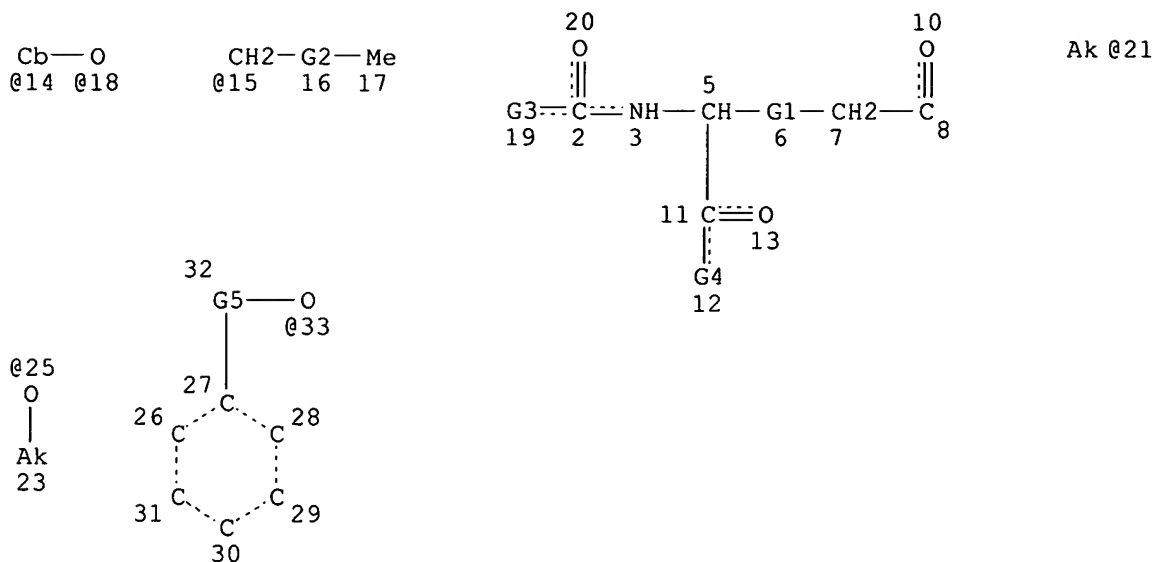 Cb O
@14 @18
CH2 G2 Me
@15 16 17
20 10
O O
Ak @21
5
G3 C NH CH G1 CH2 C
19 2 3 6 7 8
11 C O
13
G4
12
32
G5 O
@33
@25
O
Ak
23
27
C
26 28
C C
C C
31 29
C
30